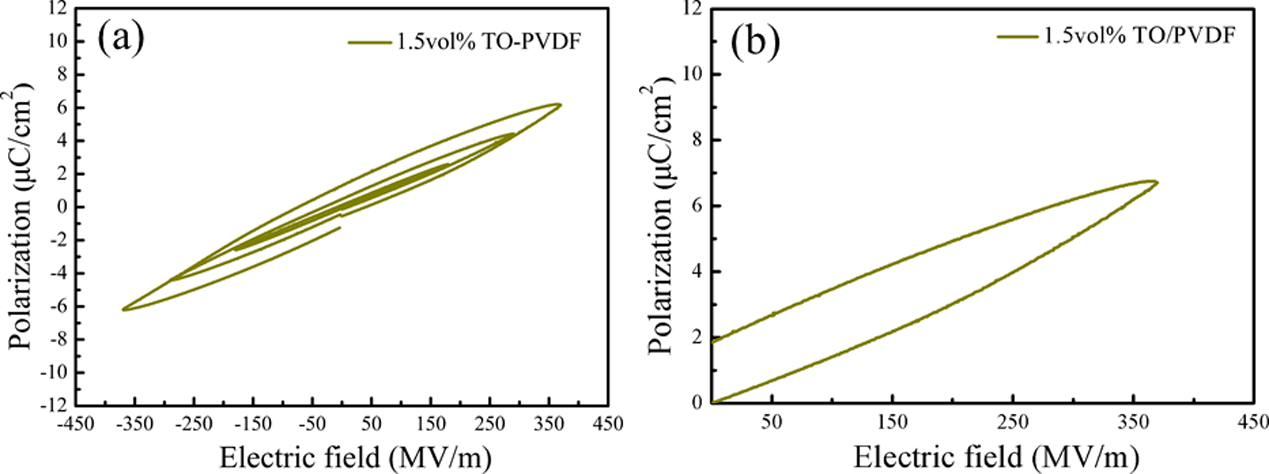 (a)
1.5vol% TO-PVDF
12
10
8
6
4
2
0
-2
-4
-6
-8
-10
-12
-450 -350 -250 -150 -50 50 150 250 350 450
Polarization (μC/cm²)
Electric field (MV/m)
(b)
1.5vol% TO/PVDF
12
10
8
6
4
2
0
50 150 250 350 450
Polarization (μC/cm²)
Electric field (MV/m)